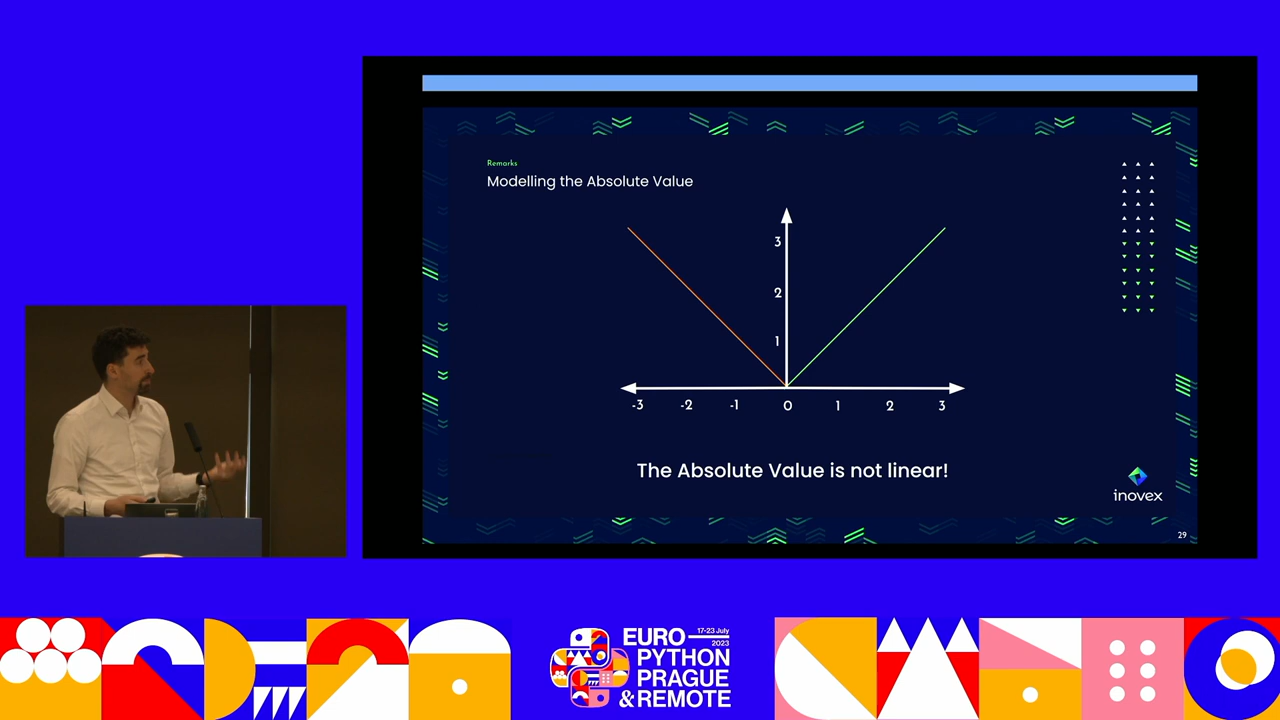 Remarks
Modelling the Absolute Value
3
2
1
-3 -2 -1 0 1 2 3
The Absolute Value is not linear!
inovex
29
EURO 17-23 July 2023
PYTHON
PRAGUE
& REMOTE